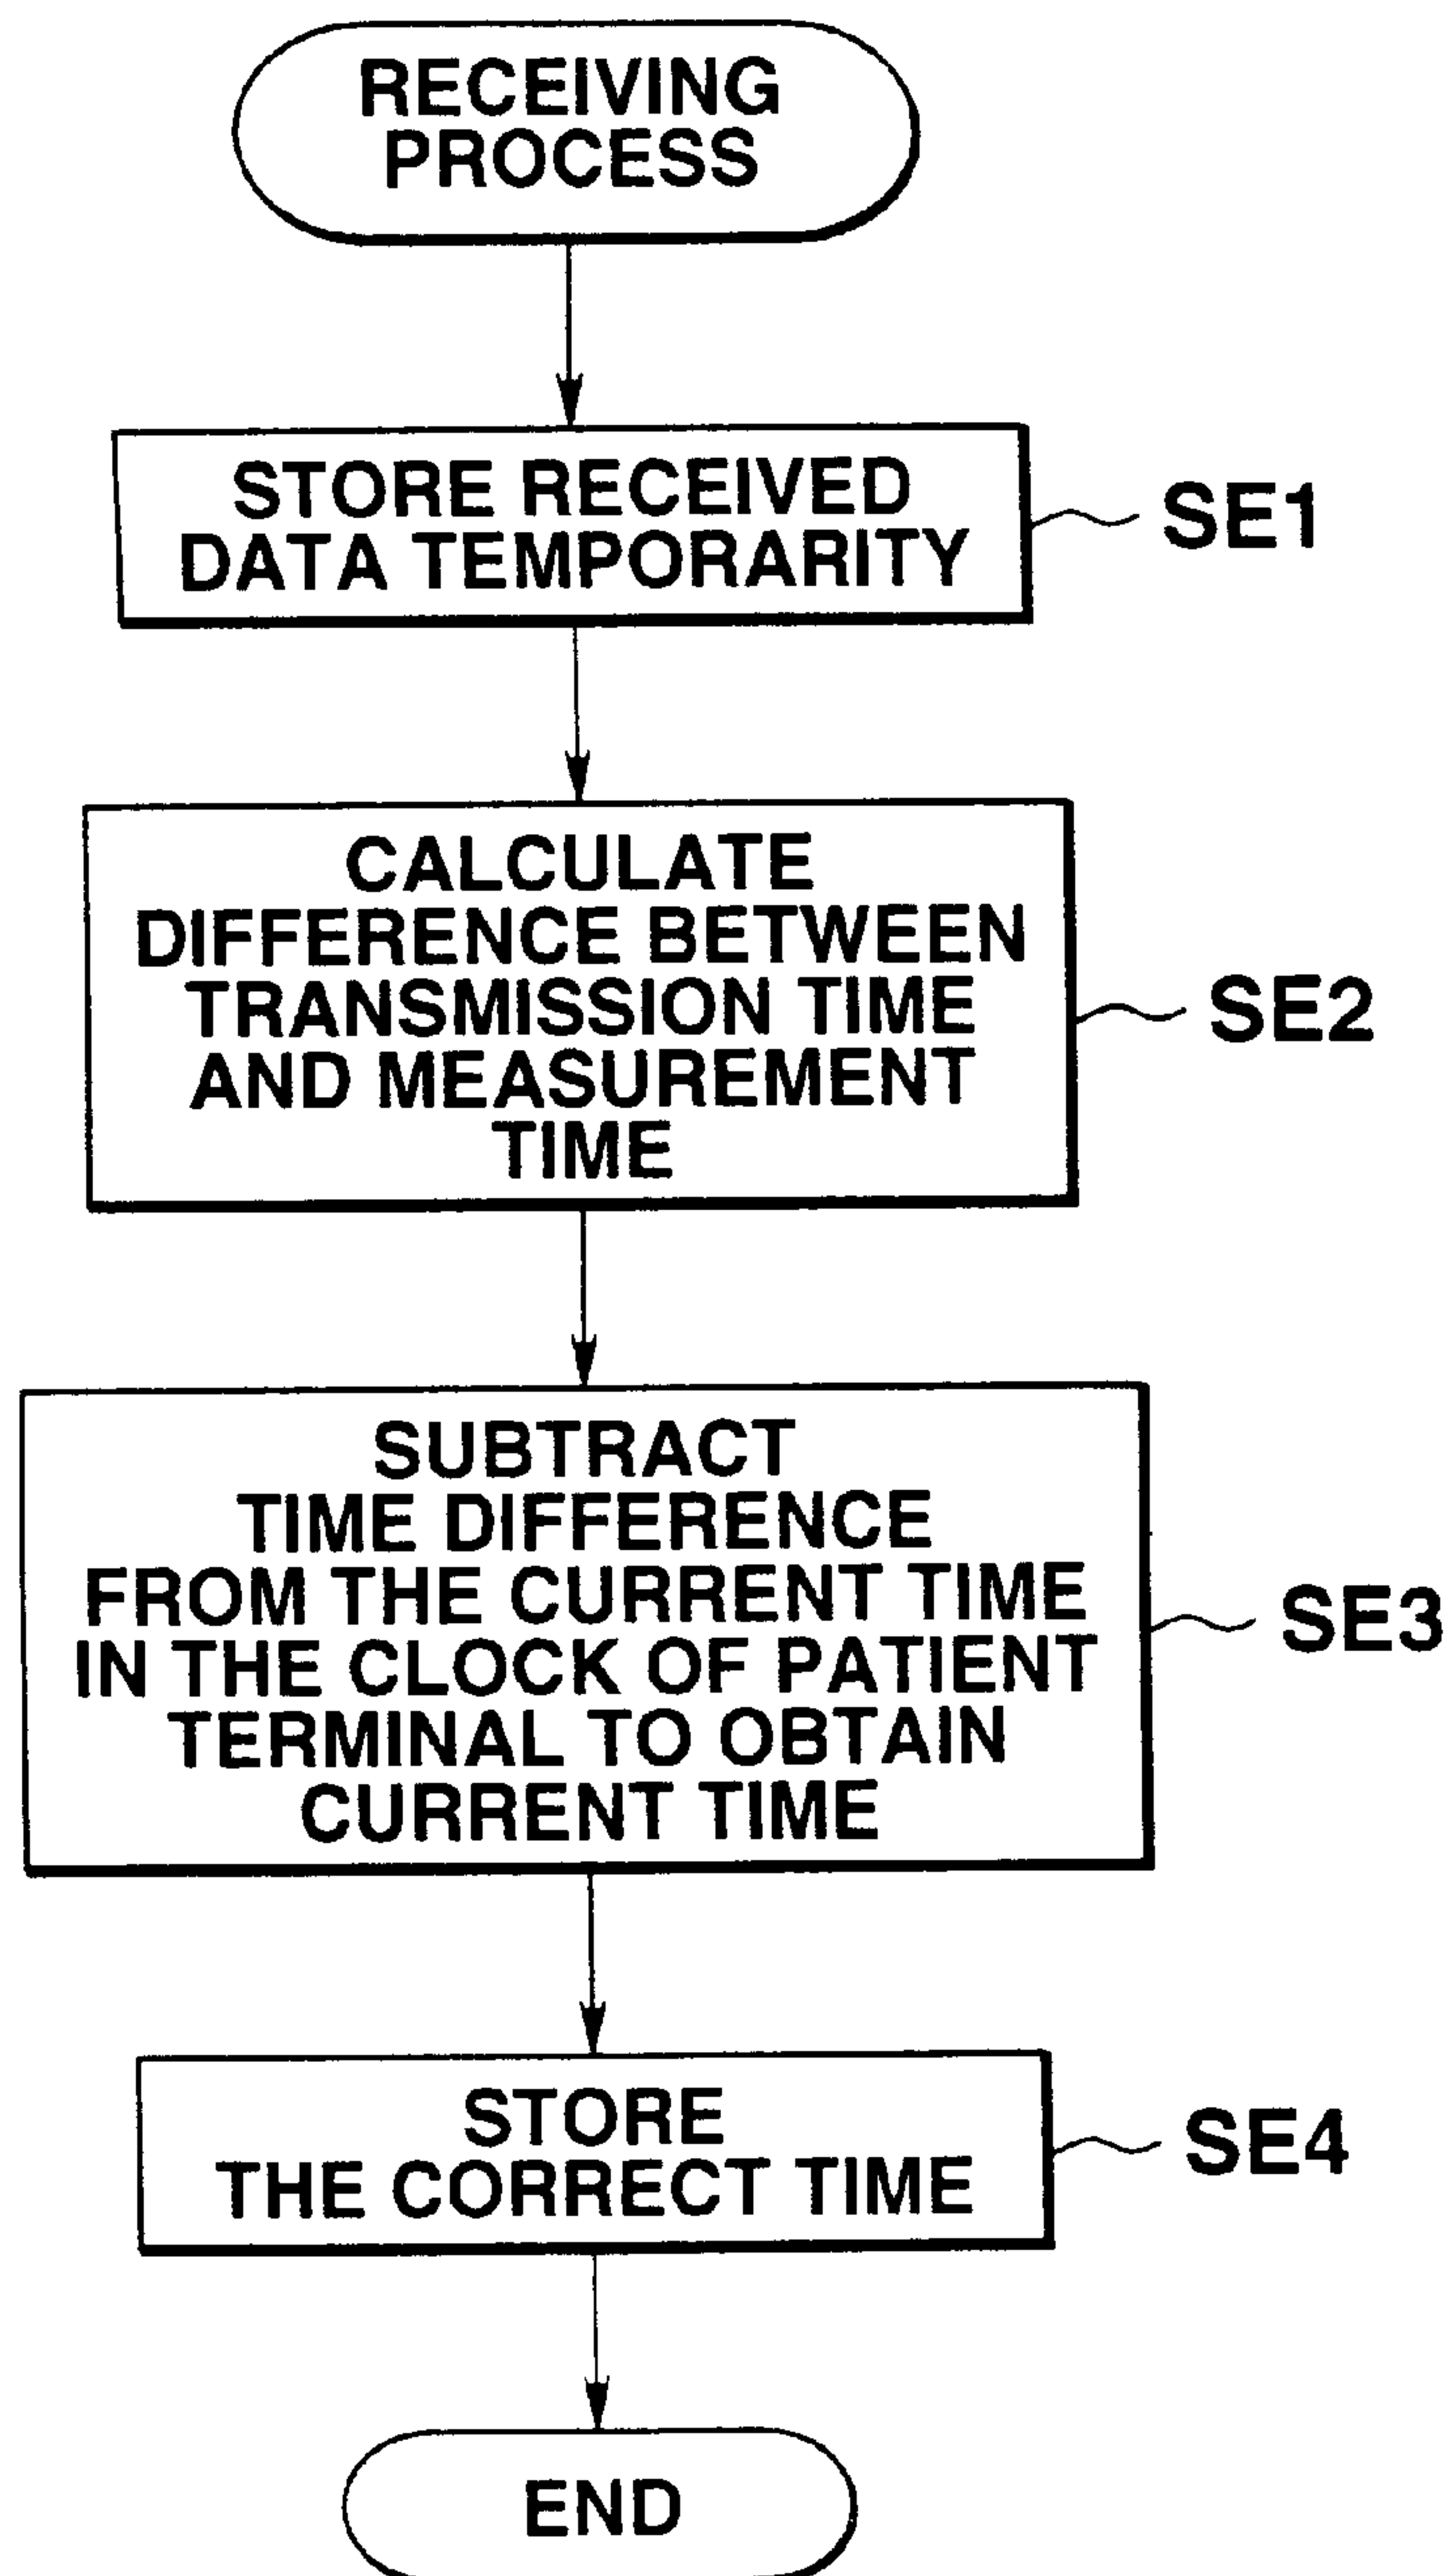 RECEIVING
PROCESS
STORE RECEIVED
DATA TEMPORARITY
SE1
CALCULATE
DIFFERENCE BETWEEN
TRANSMISSION TIME
AND MEASUREMENT
TIME
SE2
SUBTRACT
TIME DIFFERENCE
FROM THE CURRENT TIME
IN THE CLOCK OF PATIENT
TERMINAL TO OBTAIN
CURRENT TIME
SE3
STORE
THE CORRECT TIME
SE4
END